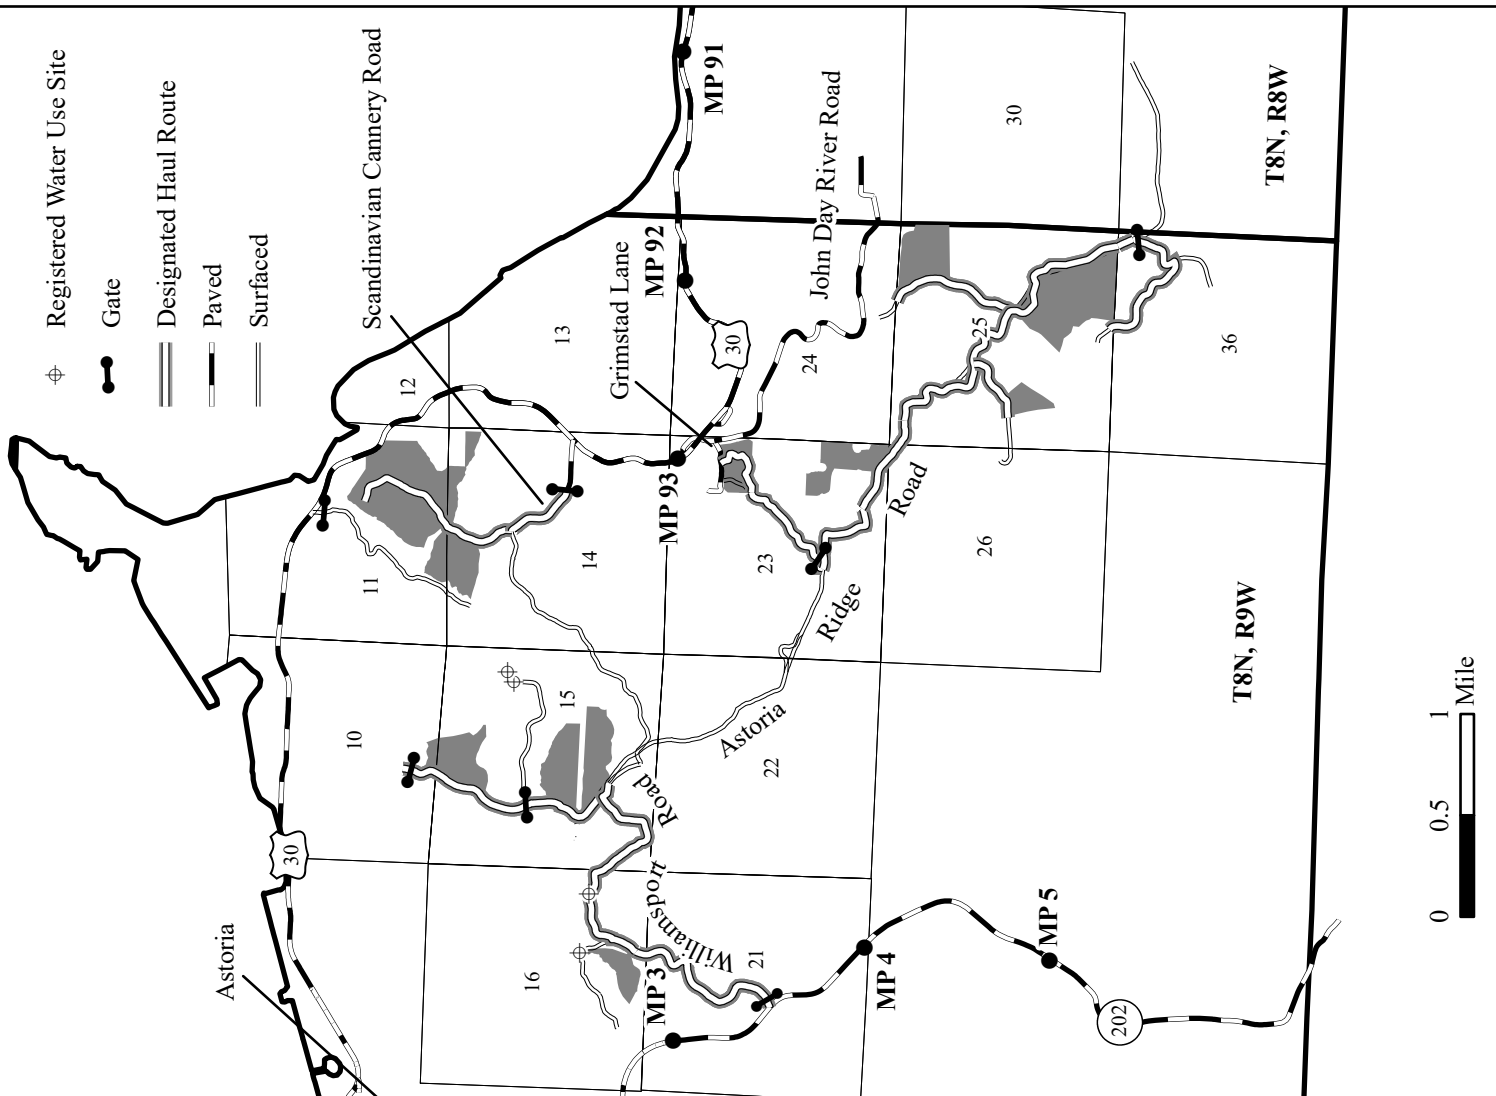 Registered Water Use Site
Gate
Designated Haul Route
Paved
Surfaced
Scandinavian Cannery Road
MP 91
John Day River Road
30
T8N, R8W
MP 92
Grimstad Lane
13
30
12
24
25
36
MP 93
Road
11
14
23
26
Ridge
T8N, R9W
10
15
Astoria
22
Road
30
Williamsport
Astoria
16
MP 3
21
MP 4
MP 5
202
0
0.5
1
Mile